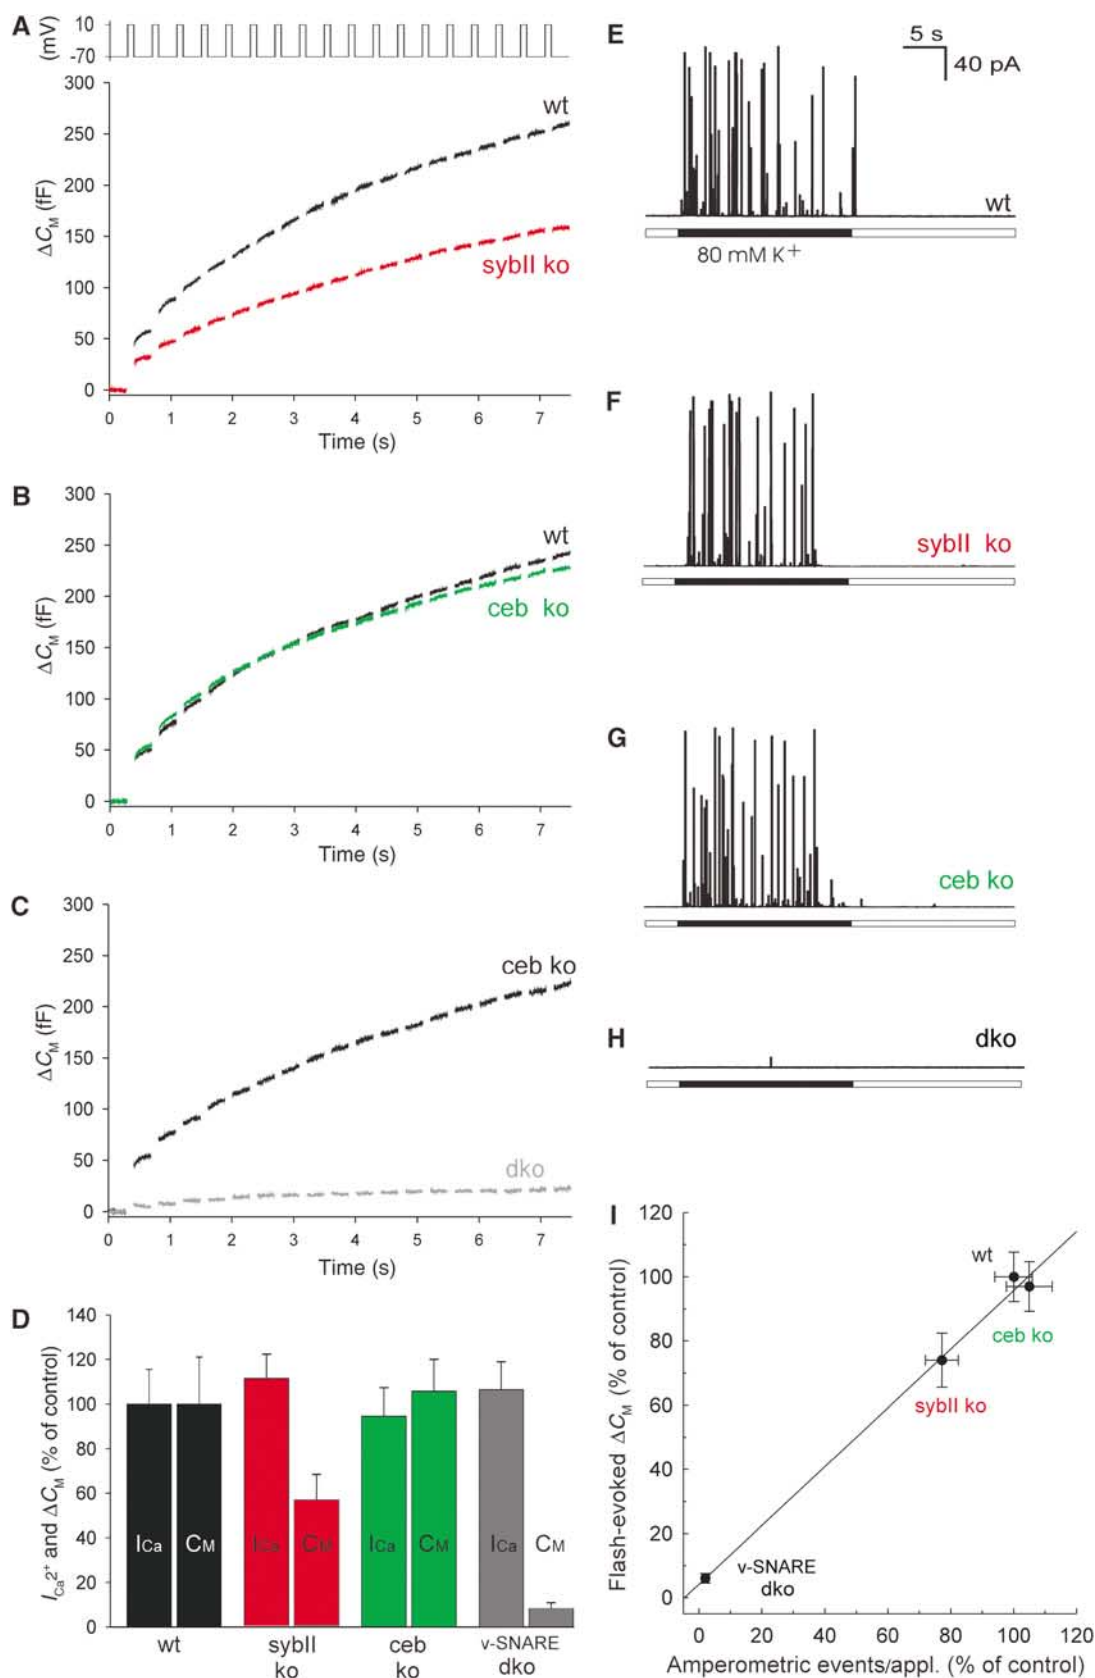 A
(mV)
10
-70
300
250
200
150
100
50
0
ΔC_M (fF)
wt
sybII ko
0 1 2 3 4 5 6 7
Time (s)
B
300
250
200
150
100
50
0
ΔC_M (fF)
wt
ceb ko
0 1 2 3 4 5 6 7
Time (s)
C
300
250
200
150
100
50
0
ΔC_M (fF)
ceb ko
dko
0 1 2 3 4 5 6 7
Time (s)
D
140
120
100
80
60
40
20
0
I_Ca²⁺ and ΔC_M (% of control)
ICa CM ICa CM ICa CM ICa CM
wt sybII ko ceb ko v-SNARE dko
E
5 s
40 pA
wt
80 mM K⁺
F
sybII ko
G
ceb ko
H
dko
I
120
100
80
60
40
20
0
Flash-evoked ΔC_M (% of control)
wt
ceb ko
sybII ko
v-SNARE
dko
0 20 40 60 80 100 120
Amperometric events/appl. (% of control)